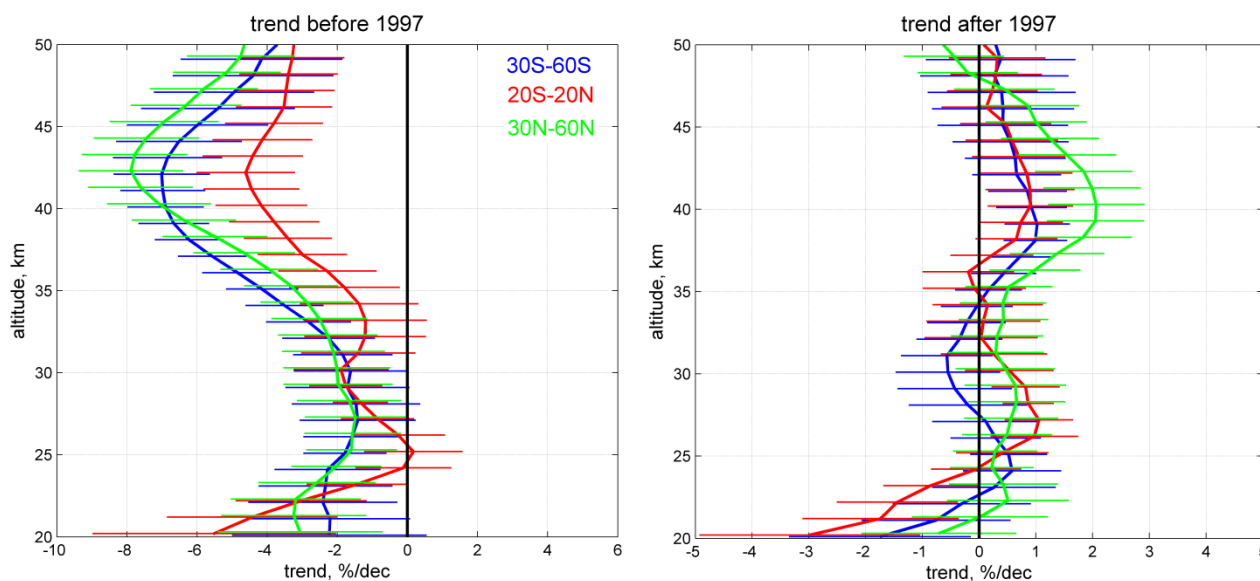 trend before 1997
50
45
40
35
30
25
20
altitude, km
30S-60S
20S-20N
30N-60N
-10 -8 -6 -4 -2 0 2 4 6
trend, %/dec
trend after 1997
50
45
40
35
30
25
20
altitude, km
-5 -4 -3 -2 -1 0 1 2 3 4 5
trend, %/dec